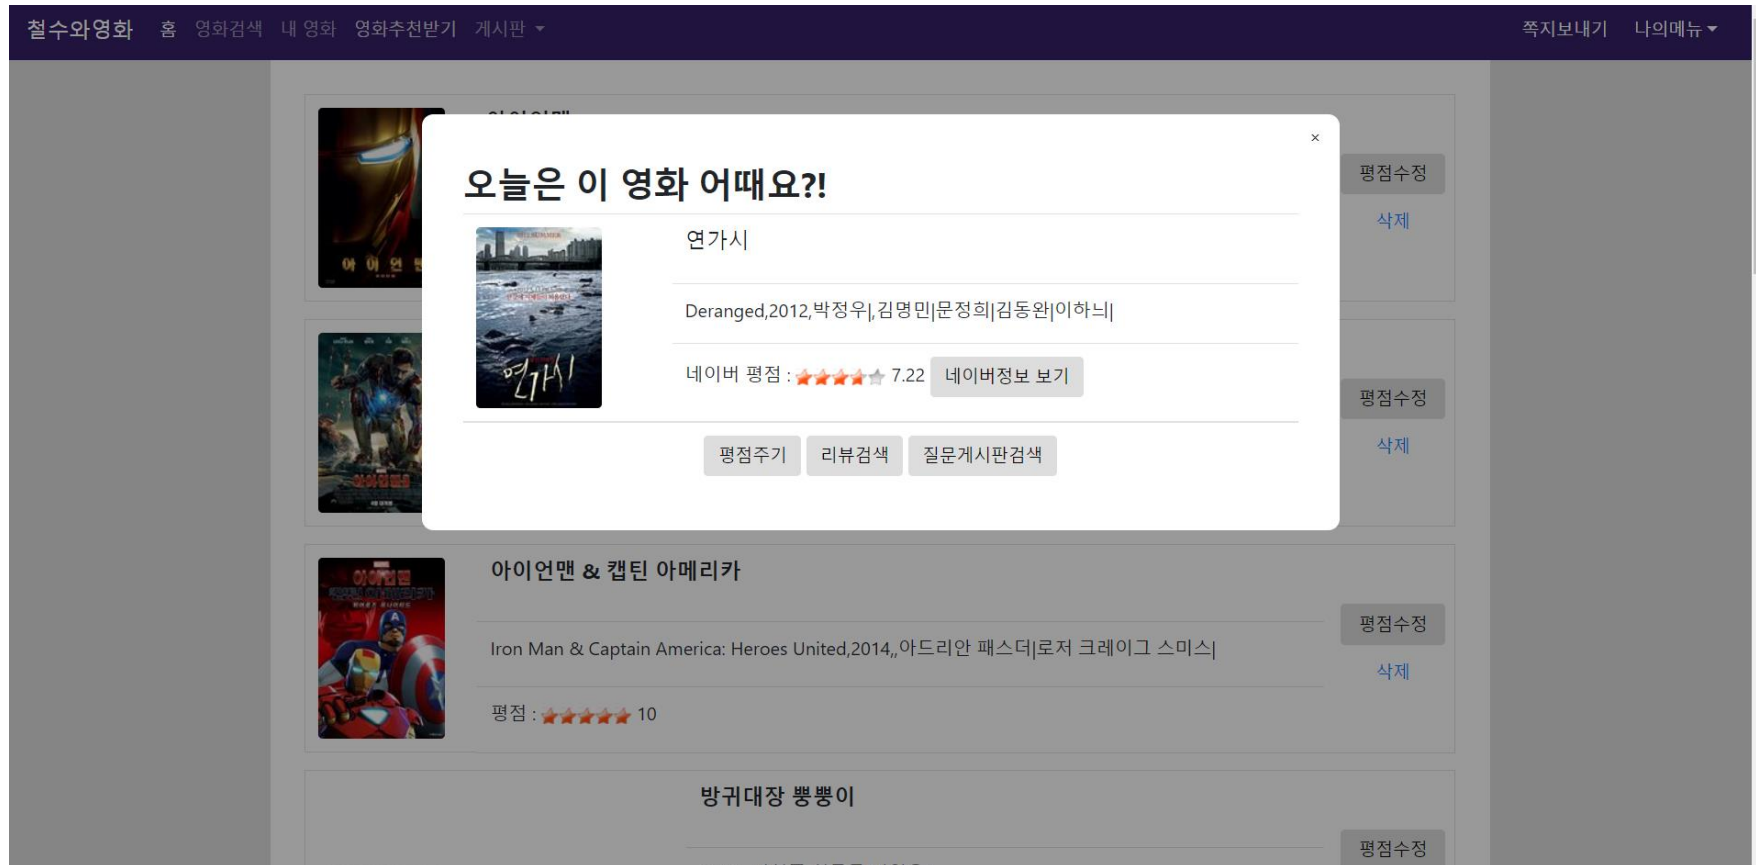 철수와영화 홈 영화검색 내 영화 영화추천받기 게시판 쪽지보내기 나의메뉴
×
오늘은 이 영화 어때요?!
연가시
Deranged,2012,박정우|,김명민|문정희|김동완|이하늬|
네이버 평점 : 7.22 네이버정보 보기
평점주기 리뷰검색 질문게시판검색
연가시
아이언맨
평점수정
삭제
평점수정
삭제
아이언맨 & 캡틴 아메리카
Iron Man & Captain America: Heroes United,2014,,아드리안 패스더|로저 크레이그 스미스|
평점 : 10
평점수정
삭제
방귀대장 뿡뿡이
평점수정